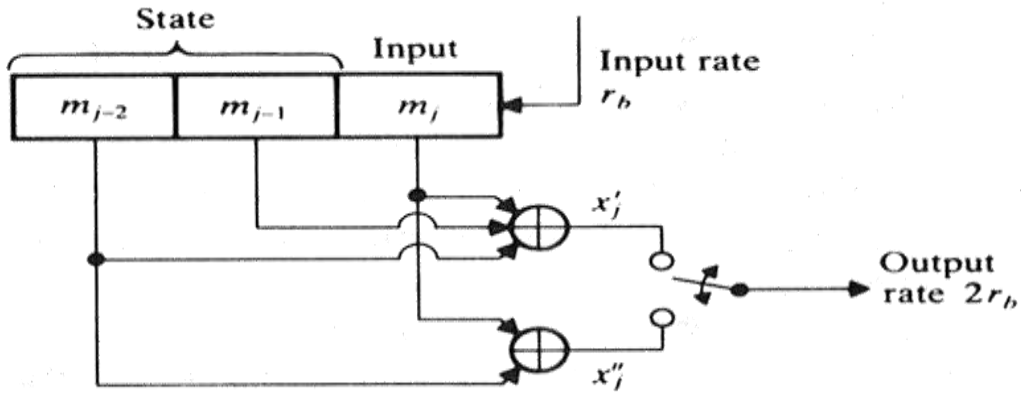 State
Input
Input rate
r_b
m_{j-2} m_{j-1} m_j
x'_j
Output
rate 2r_b
x''_j